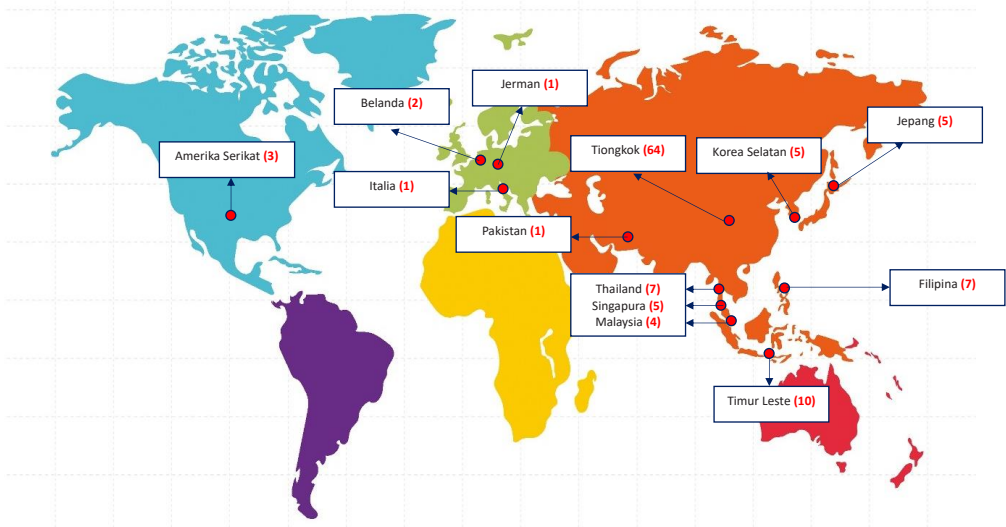 Jerman (1)
Belanda (2)
Jepang (5)
Amerika Serikat (3)
Tiongkok (64)
Korea Selatan (5)
Italia (1)
Pakistan (1)
Thailand (7)
Singapura (5)
Malaysia (4)
Filipina (7)
Timur Leste (10)